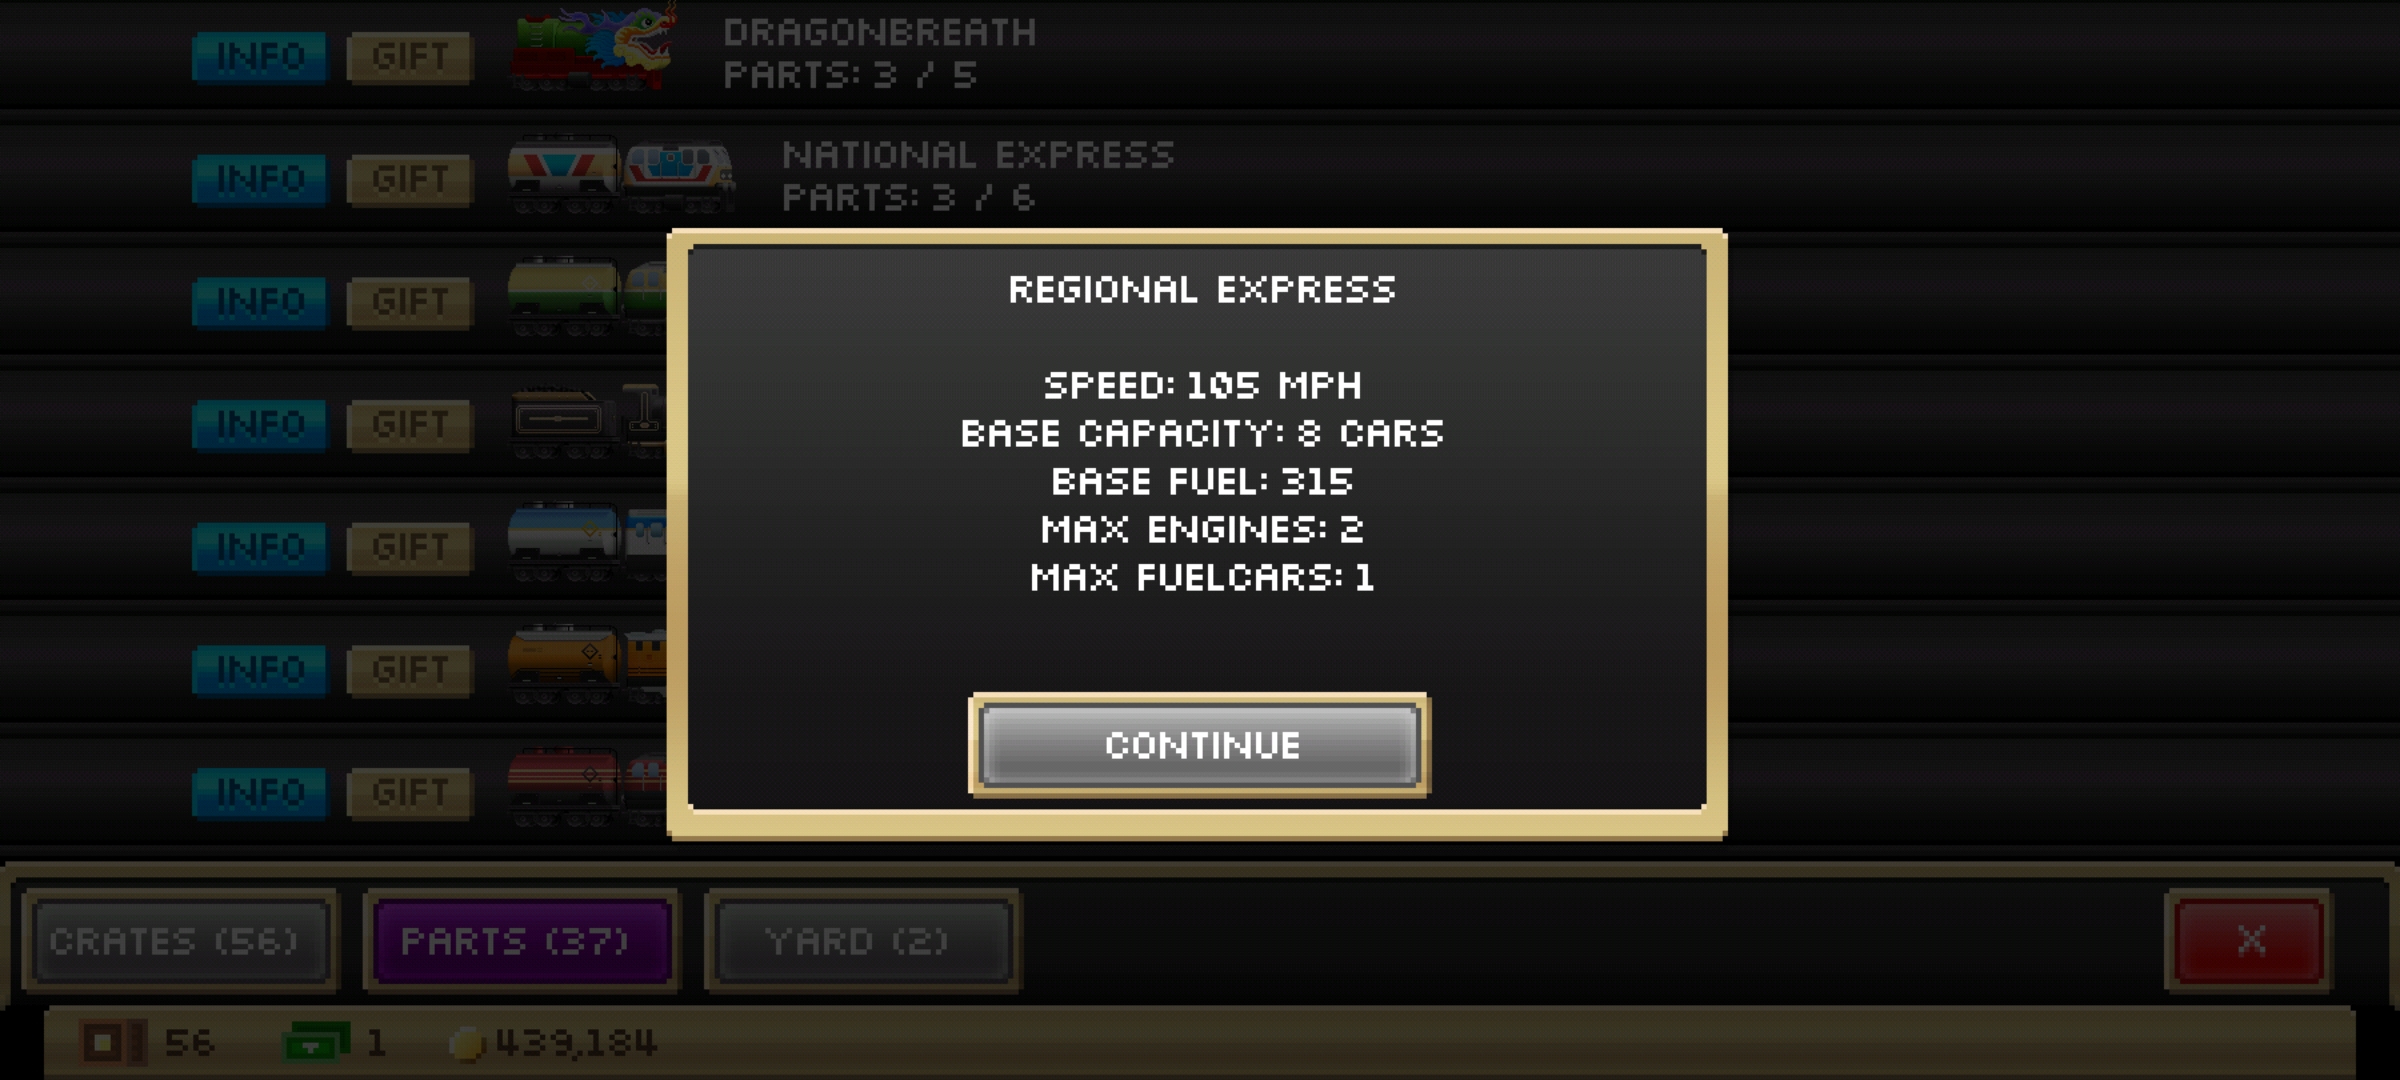 INFO GIFT DRAGONBREATH
PARTS: 3 / 5
INFO GIFT NATIONAL EXPRESS
PARTS: 3 / 6
INFO GIFT
INFO GIFT
INFO GIFT
INFO GIFT
INFO GIFT
REGIONAL EXPRESS
SPEED: 105 MPH
BASE CAPACITY: 8 CARS
BASE FUEL: 315
MAX ENGINES: 2
MAX FUELCARS: 1
CONTINUE
CRATES (56) PARTS (37) YARD (2) X
56 1 439,184